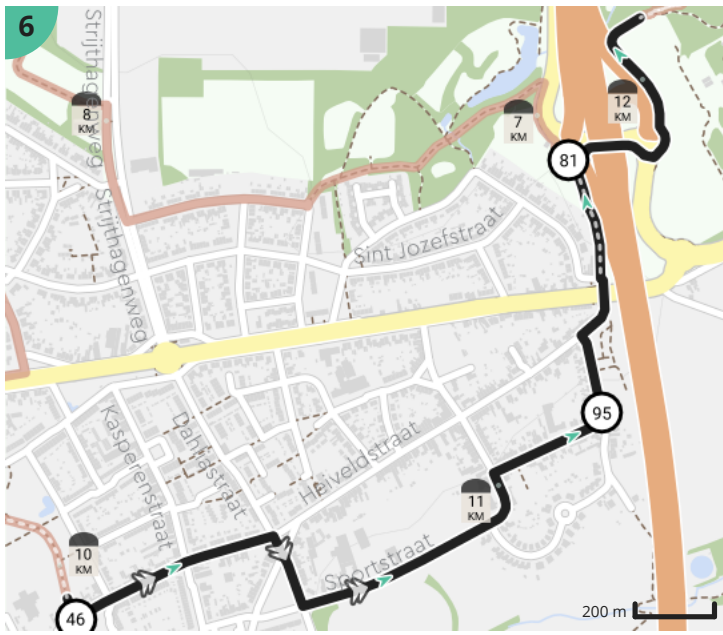 6
Strijthagenweg
8
KM
7
KM
12
KM
81
Strijthagenweg
Sint Jozefstraat
95
Kasperenstraat
Dahliastraat
Heiveldstraat
11
KM
10
KM
Sportstraat
46
200 m